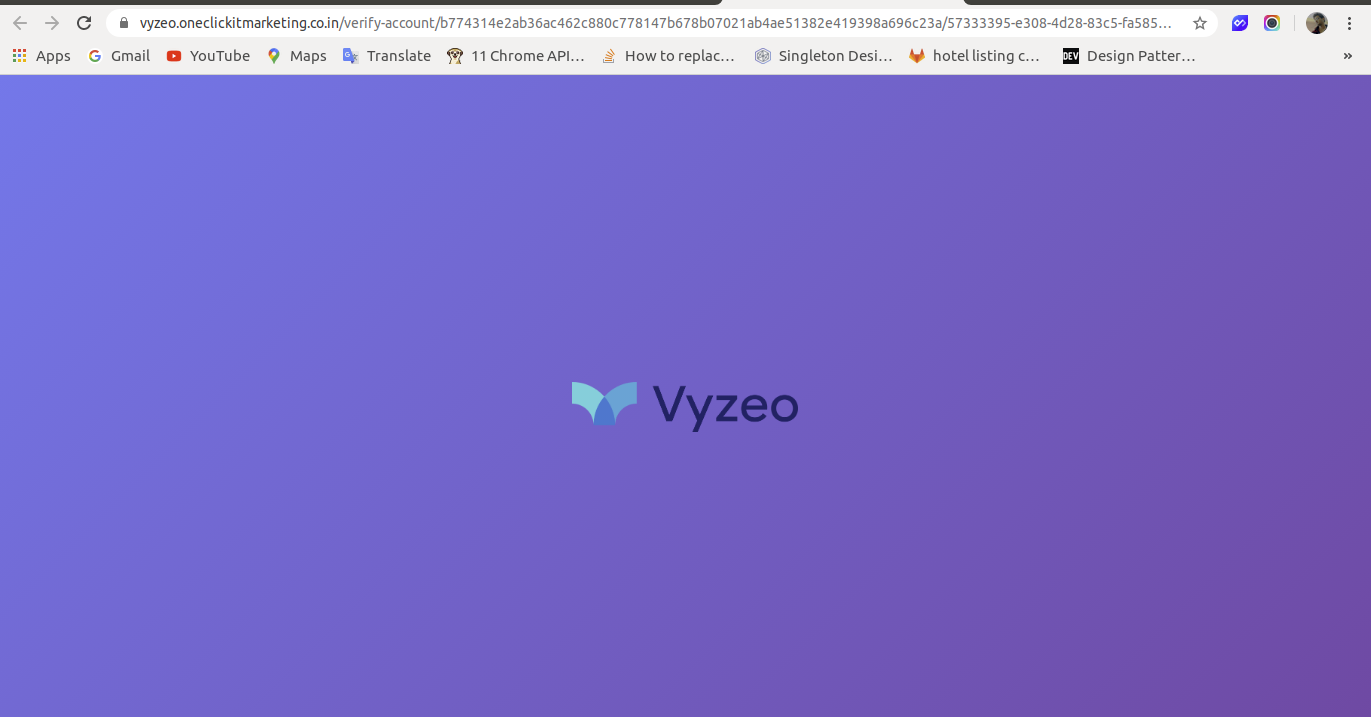 vyzeo.oneclickitmarketing.co.in/verify-account/b774314e2ab36ac462c880c778147b678b07021ab4ae51382e419398a696c23a/57333395-e308-4d28-83c5-fa585...
Apps Gmail YouTube Maps Translate 11 Chrome API... How to replac... Singleton Desi... hotel listing c... DEV Design Patter... »
Vyzeo